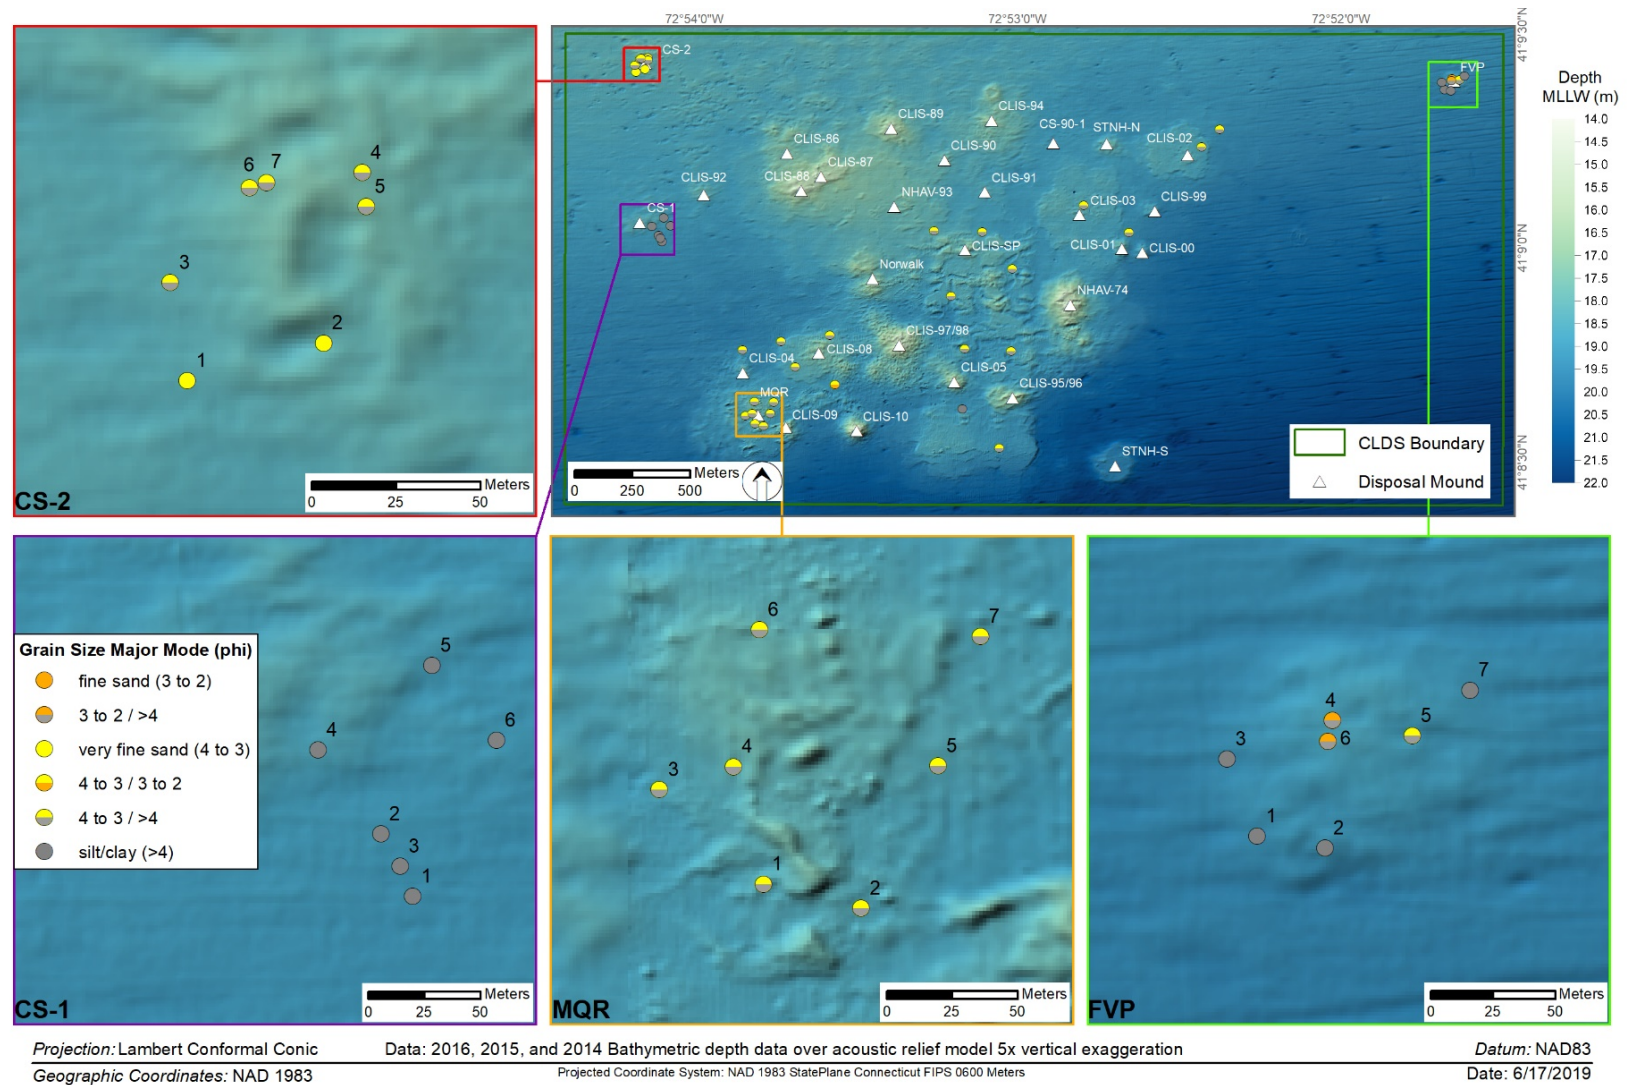 72°54'0"W
72°53'0"W
72°52'0"W
41°9'30"N
41°9'0"N
41°8'30"N
CS-2
FVP
CLIS-94
CLIS-89
CS-90-1
STNH-N
CLIS-86
CLIS-02
CLIS-90
CLIS-87
CLIS-92
CLIS-88
CLIS-91
NHAV-93
CLIS-03
CLIS-99
CS-1
CLIS-SP
CLIS-01
CLIS-00
Norwalk
NHAV-74
CLIS-97/98
CLIS-08
CLIS-04
CLIS-05
CLIS-95/96
MQR
CLIS-09
CLIS-10
STNH-S
Meters
0 250 500
CLDS Boundary
Disposal Mound
Depth
MLLW (m)
14.0
14.5
15.0
15.5
16.0
16.5
17.0
17.5
18.0
18.5
19.0
19.5
20.0
20.5
21.0
21.5
22.0
6 7 4
5
3
2
1
Meters
0 25 50
CS-2
Grain Size Major Mode (phi)
fine sand (3 to 2)
3 to 2 / >4
very fine sand (4 to 3)
4 to 3 / 3 to 2
4 to 3 / >4
silt/clay (>4)
5
6
4
2
3
1
Meters
0 25 50
CS-1
6
7
4
5
3
1
2
Meters
0 25 50
MQR
7
4
5
3
6
1
2
Meters
0 25 50
FVP
Projection: Lambert Conformal Conic
Data: 2016, 2015, and 2014 Bathymetric depth data over acoustic relief model 5x vertical exaggeration
Datum: NAD83
Geographic Coordinates: NAD 1983
Projected Coordinate System: NAD 1983 StatePlane Connecticut FIPS 0600 Meters
Date: 6/17/2019